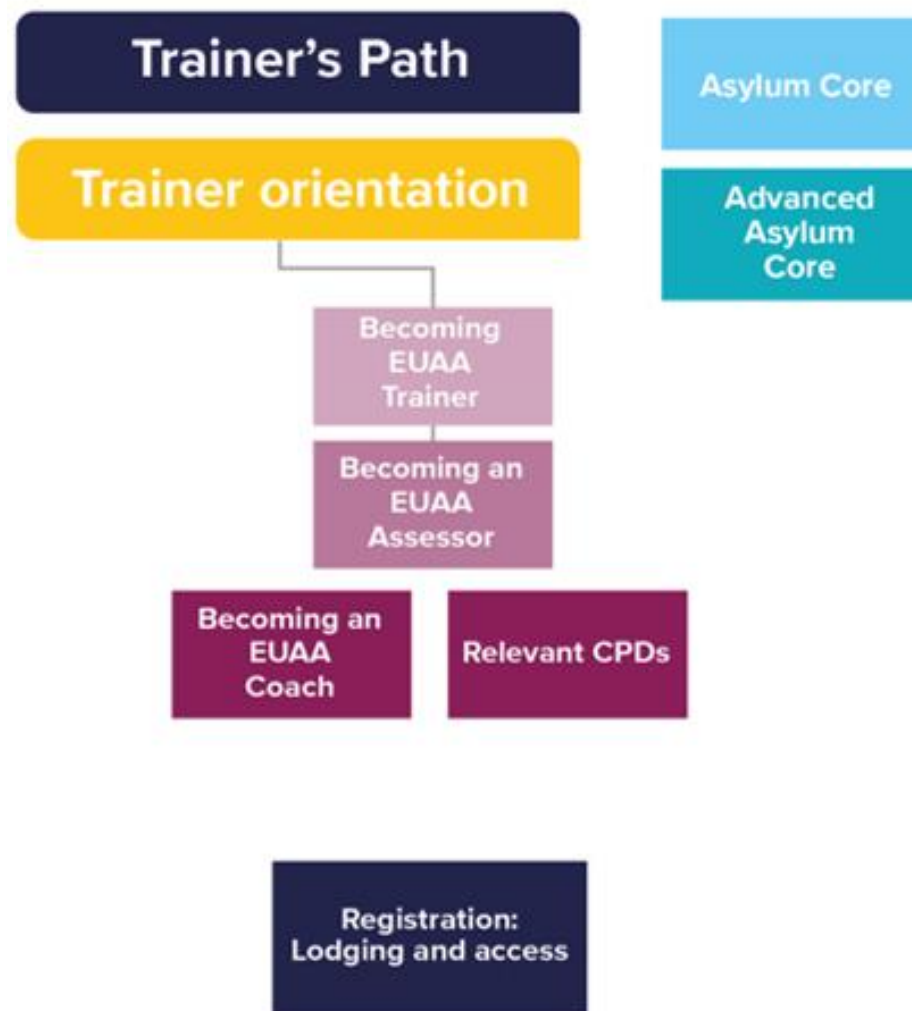 Trainer's Path
Trainer orientation
Asylum Core
Advanced
Asylum
Core
Becoming
EUAA
Trainer
Becoming an
EUAA
Assessor
Becoming an
EUAA
Coach
Relevant CPDs
Registration:
Lodging and access